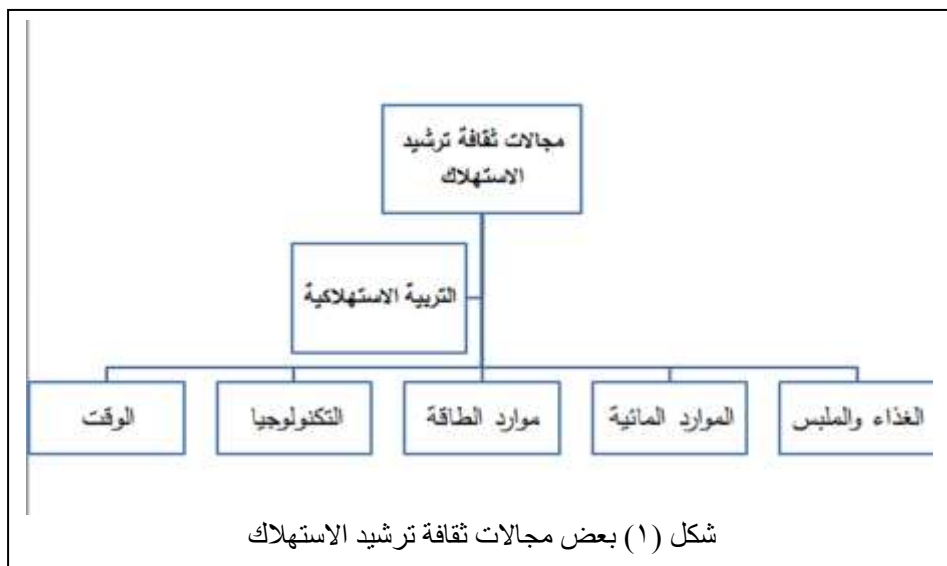 مجالات ثقافة ترشيد
الاستهلاك
التربية الاستهلاكية
الغذاء والملبس
الموارد المائية
موارد الطاقة
التكنولوجيا
الوقت
شكل (١) بعض مجالات ثقافة ترشيد الاستهلاك